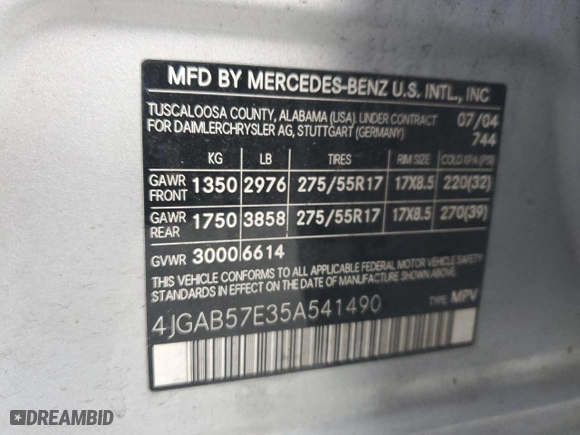 MFD BY MERCEDES-BENZ U.S. INTL., INC
TUSCALOOSA COUNTY, ALABAMA (USA). UNDER CONTRACT 07/04
FOR DAIMLERCHRYSLER AG, STUTTGART (GERMANY) 744
KG LB TIRES RIM SIZE COLD KPA (PSI)
GAWR FRONT 1350 2976 275/55R17 17X8.5 220(32)
GAWR REAR 1750 3858 275/55R17 17X8.5 270(39)
GVWR 3000 6614
THIS VEHICLE CONFORMS TO ALL APPLICABLE FEDERAL MOTOR VEHICLE SAFETY
STANDARDS IN EFFECT ON THE DATE OF MANUFACTURE SHOWN ABOVE.
4JGAB57E35A541490 TYPE: MPV
DREAMBID